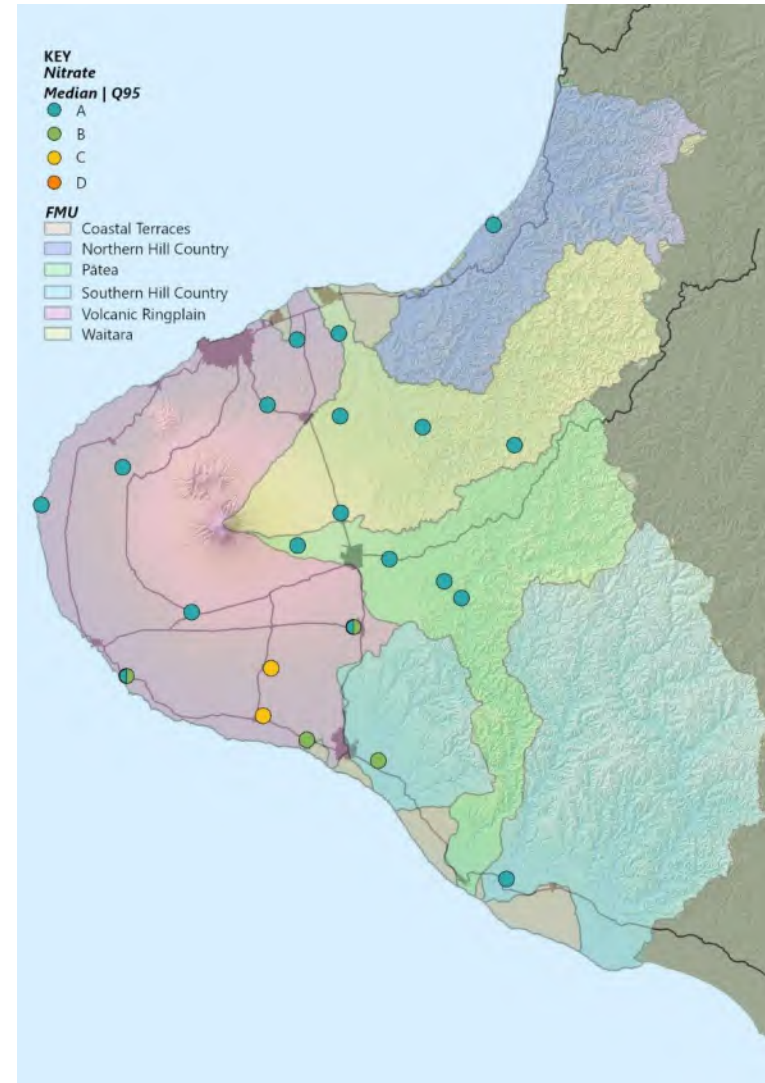 KEY
Nitrate
Median | Q95
A
B
C
D
FMU
Coastal Terraces
Northern Hill Country
Pātea
Southern Hill Country
Volcanic Ringplain
Waitara